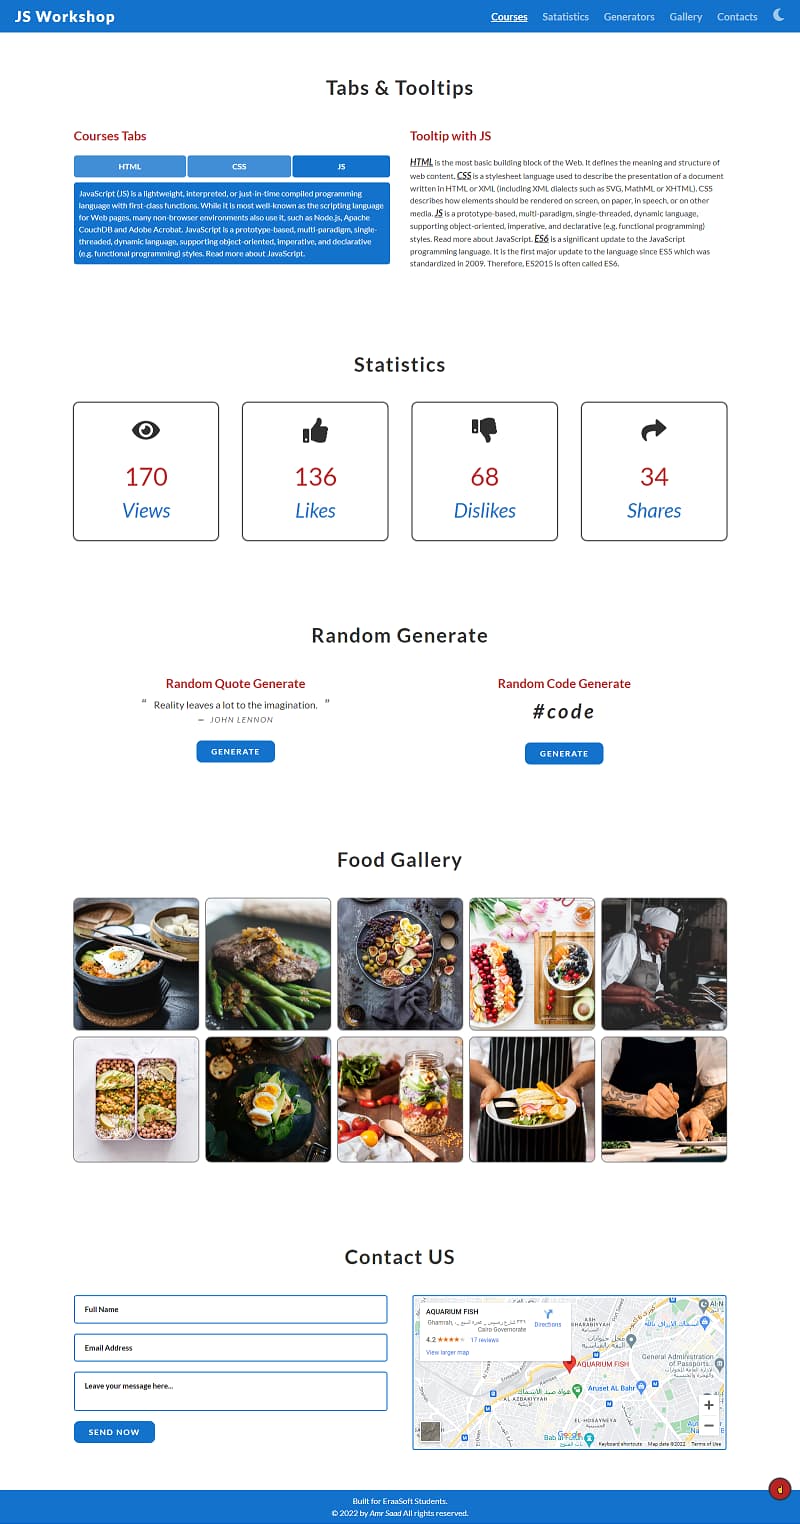 JS Workshop
Courses
Satatistics
Generators
Gallery
Contacts
Tabs & Tooltips
Courses Tabs
HTML
CSS
JS
JavaScript (JS) is a lightweight, interpreted, or just-in-time compiled programming
language with first-class functions. While it is most well-known as the scripting language
for Web pages, many non-browser environments also use it, such as Node.js, Apache
CouchDB and Adobe Acrobat. JavaScript is a prototype-based, multi-paradigm, single-
threaded, dynamic language, supporting object-oriented, imperative, and declarative
(e.g. functional programming) styles. Read more about JavaScript.
Tooltip with JS
HTML is the most basic building block of the Web. It defines the meaning and structure of
web content, CSS is a stylesheet language used to describe the presentation of a document
written in HTML or XML (including XML dialects such as SVG, MathML or XHTML). CSS
describes how elements should be rendered on screen, on paper, in speech, or on other
media. JS is a prototype-based, multi-paradigm, single-threaded, dynamic language,
supporting object-oriented, imperative, and declarative (e.g. functional programming)
styles. Read more about JavaScript. ES6 is a significant update to the JavaScript
programming language. It is the first major update to the language since ES5 which was
standardized in 2009. Therefore, ES2015 is often called ES6.
Statistics
170
Views
136
Likes
68
Dislikes
34
Shares
Random Generate
Random Quote Generate
“ Reality leaves a lot to the imagination. ”
— JOHN LENNON
GENERATE
Random Code Generate
#code
GENERATE
Food Gallery
Contact US
Full Name
Email Address
Leave your message here...
SEND NOW
AQUARIUM FISH
Cairo Governorate
4.2 ★★★★★ 17 reviews
View larger map
Directions
AQUARIUM FISH
General Administration
of Passports...
Aruset AL Bahr
هواة صيد الأسماك
AL AZBAKIYYAH
EL-HOSAYNEYA
Google
Keyboard shortcuts
Map data ©2022
Terms of Use
Built for EraaSoft Students.
© 2022 by Amr Saad All rights reserved.